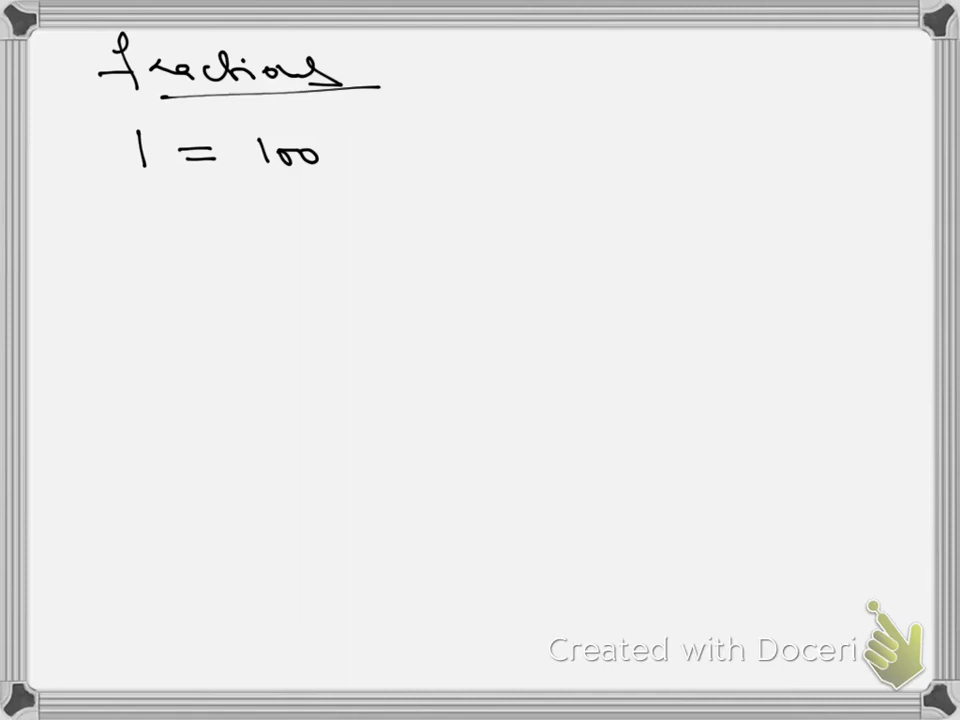 fractions
1 = 100
Created with Doceri